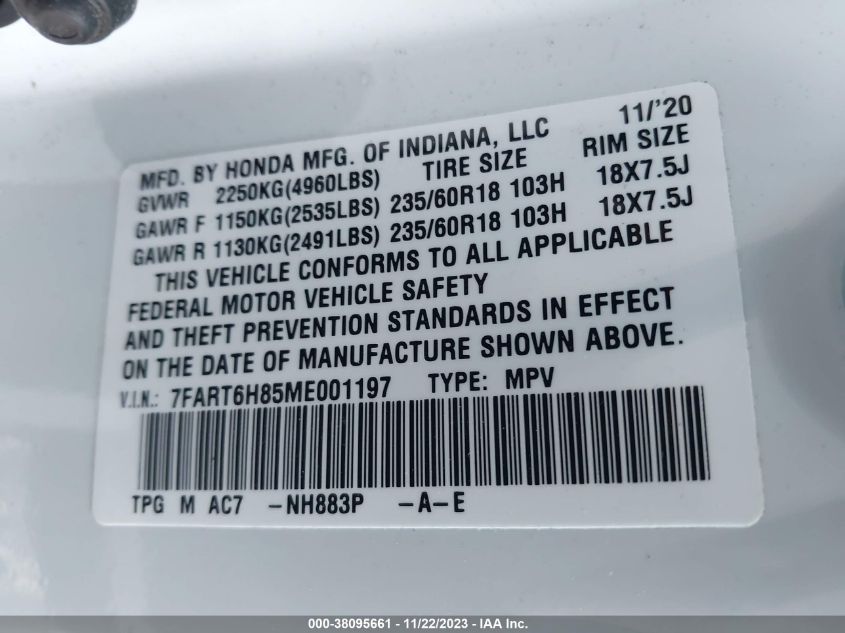 11/'20
MFD. BY HONDA MFG. OF INDIANA, LLC
GVWR 2250KG(4960LBS) TIRE SIZE RIM SIZE
GAWR F 1150KG(2535LBS) 235/60R18 103H 18X7.5J
GAWR R 1130KG(2491LBS) 235/60R18 103H 18X7.5J
THIS VEHICLE CONFORMS TO ALL APPLICABLE
FEDERAL MOTOR VEHICLE SAFETY
AND THEFT PREVENTION STANDARDS IN EFFECT
ON THE DATE OF MANUFACTURE SHOWN ABOVE.
V.I.N.: 7FART6H85ME001197 TYPE: MPV
TPG M AC7 -NH883P -A-E
000-38095661 - 11/22/2023 - IAA Inc.